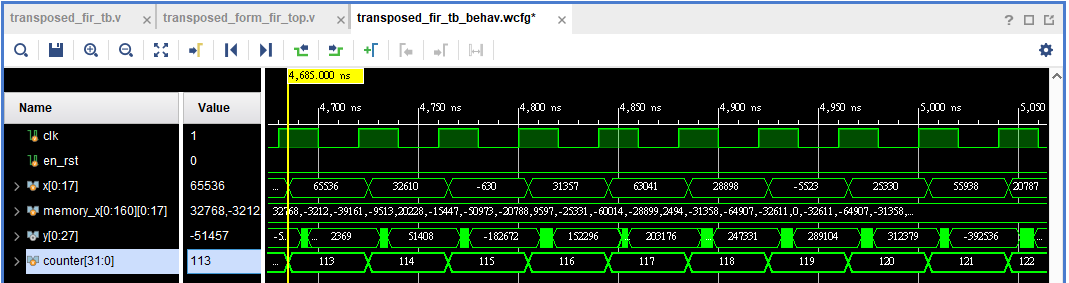 transposed_fir_tb.v × transposed_form_fir_top.v × transposed_fir_tb_behav.wcfg* ×
4,685.000 ns
Name Value 4,700 ns 4,750 ns 4,800 ns 4,850 ns 4,900 ns 4,950 ns 5,000 ns 5,050
clk 1
en_rst 0
x[0:17] 65536 ... 65536 32610 -630 31357 63041 28898 -5523 25330 55938 20787
memory_x[0:160][0:17] 32768,-3212 32768,-3212,-39161,-9513,20228,-15447,-50973,-20788,9597,-25331,-60014,-28899,2494,-31358,-64907,-32611,0,-32611,-64907,-31358,...
y[0:27] -51457 -5... ... 2369 51408 -182672 152296 203176 247331 289104 312379 -392536 ...
counter[31:0] 113 ... 113 114 115 116 117 118 119 120 121 122